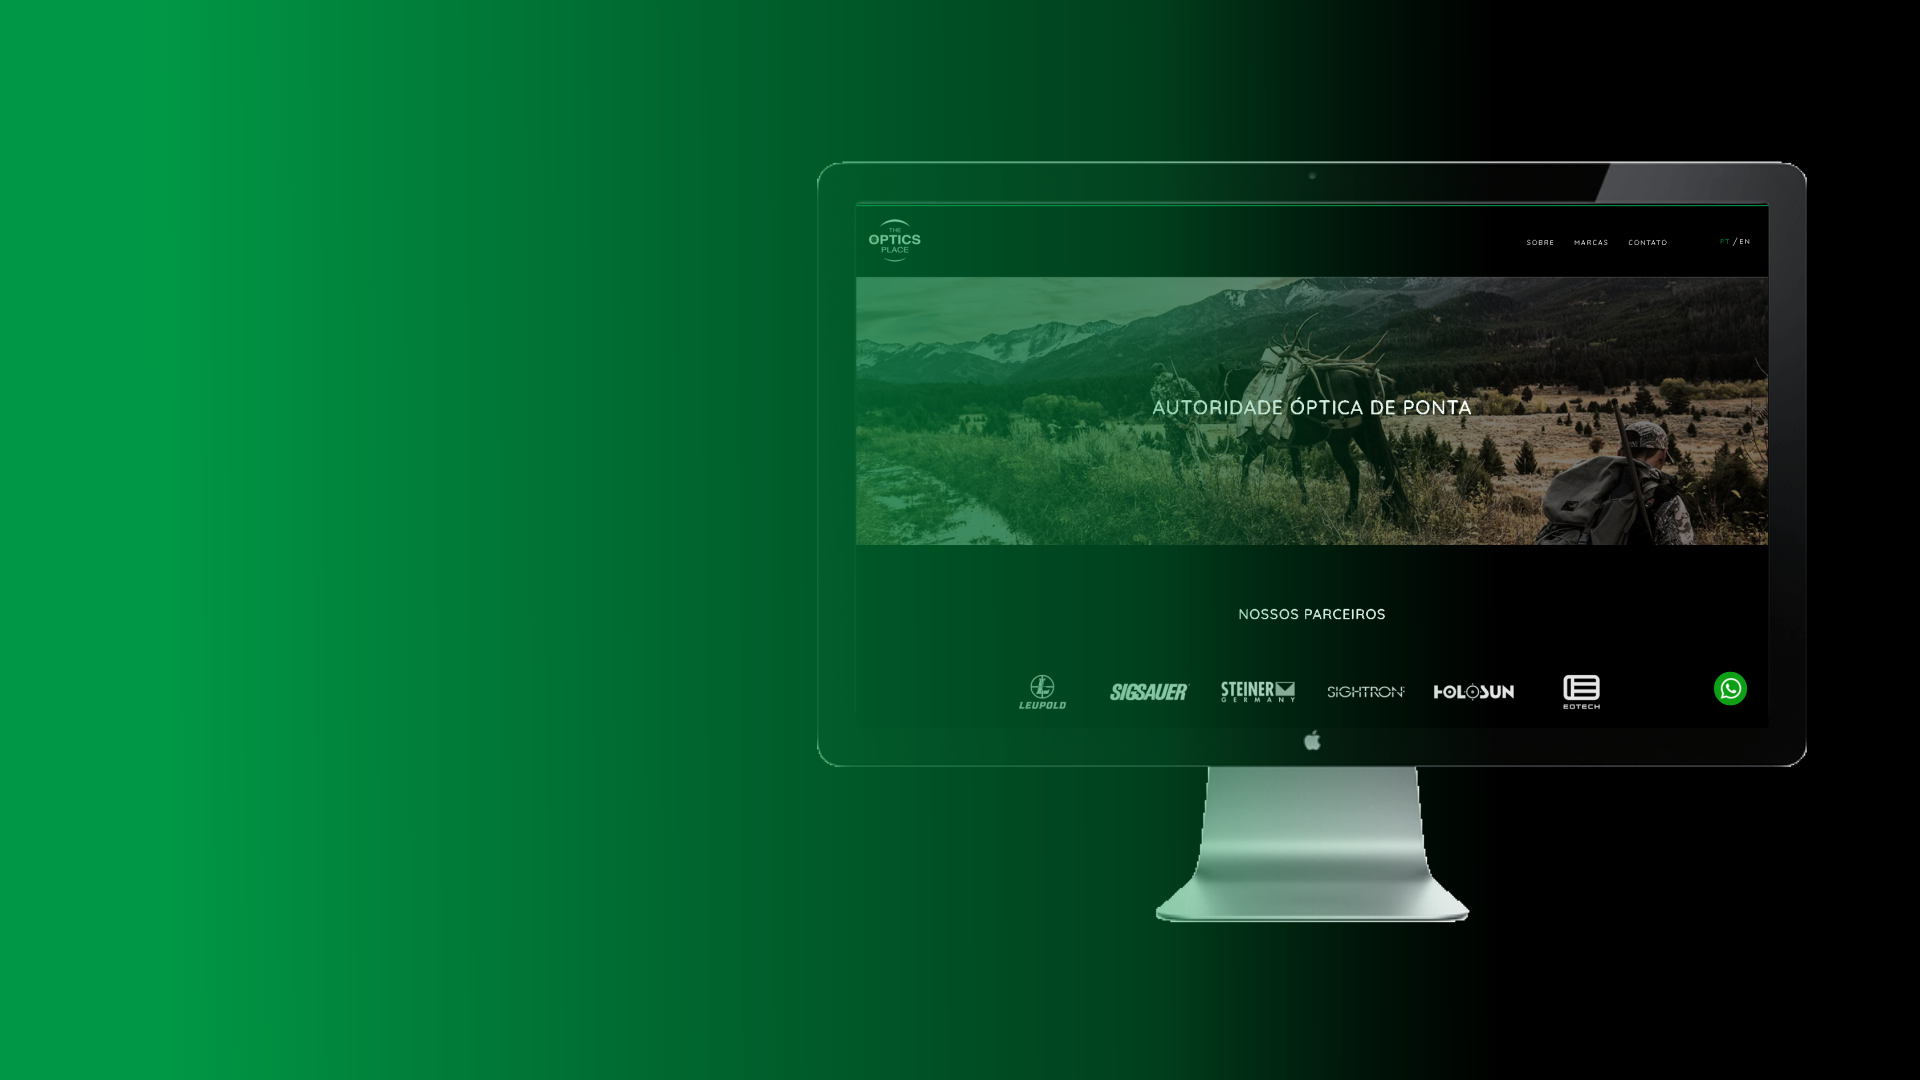 THE
OPTICS
PLACE
SOBRE MARCAS CONTATO PT / EN
AUTORIDADE ÓPTICA DE PONTA
NOSSOS PARCEIROS
LEUPOLD
SIGSAUER
STEINER
GERMANY
SIGHTRON
HOLOSUN
EOTECH